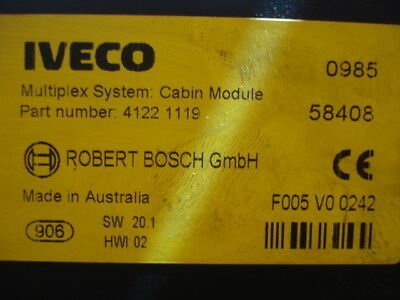 IVECO 0985
Multiplex System: Cabin Module
Part number: 4122 1119 58408
BOSCH
ROBERT BOSCH GmbH CE
Made in Australia F005 V0 0242
906 SW 20.1
HWI 02